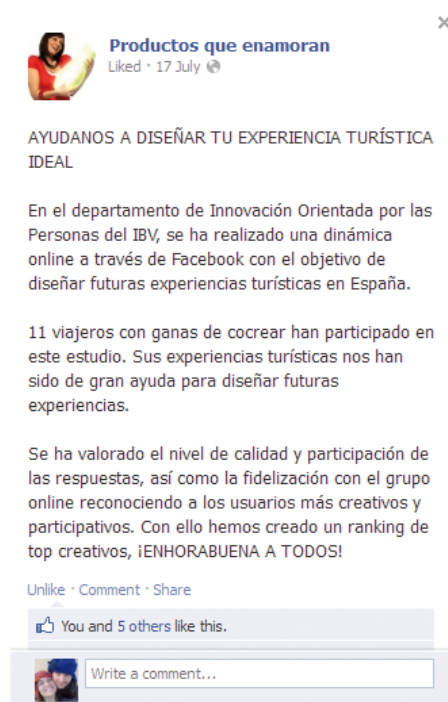 Productos que enamoran
Liked · 17 July
AYUDANOS A DISEÑAR TU EXPERIENCIA TURÍSTICA
IDEAL
En el departamento de Innovación Orientada por las
Personas del IBV, se ha realizado una dinámica
online a través de Facebook con el objetivo de
diseñar futuras experiencias turísticas en España.
11 viajeros con ganas de cocrear han participado en
este estudio. Sus experiencias turísticas nos han
sido de gran ayuda para diseñar futuras
experiencias.
Se ha valorado el nivel de calidad y participación de
las respuestas, así como la fidelización con el grupo
online reconociendo a los usuarios más creativos y
participativos. Con ello hemos creado un ranking de
top creativos, ¡ENHORABUENA A TODOS!
Unlike · Comment · Share
You and 5 others like this.
Write a comment...